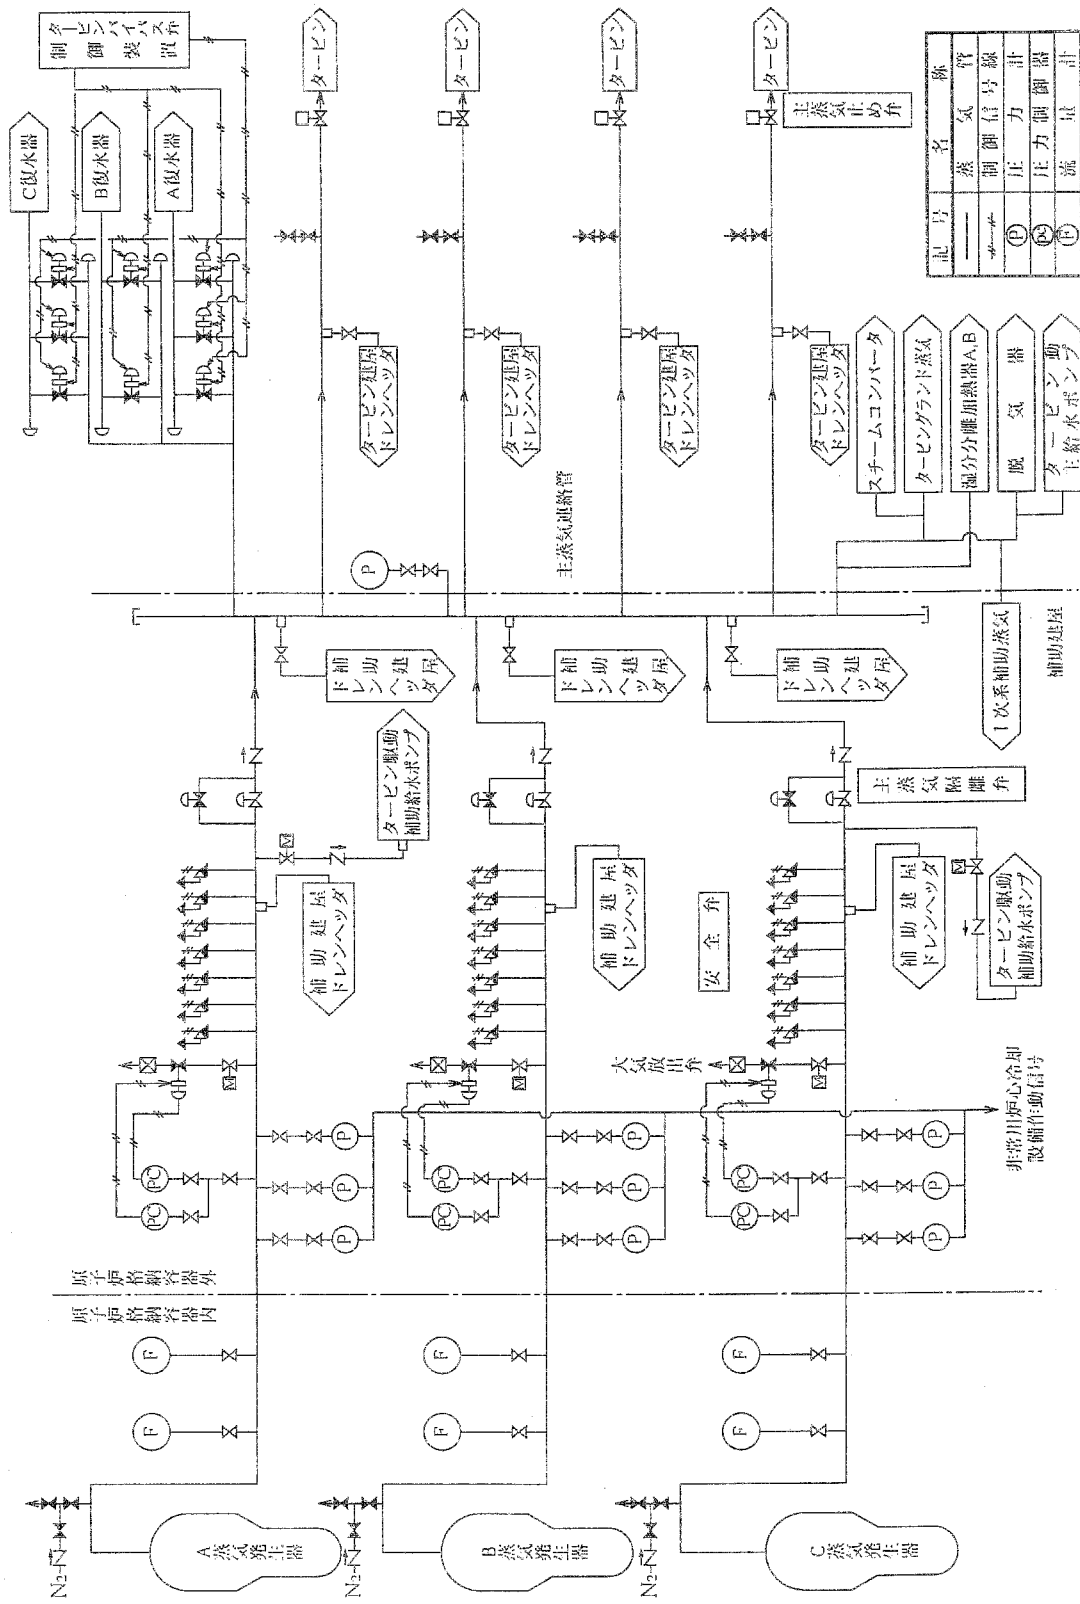 A蒸気発生器
B蒸気発生器
C蒸気発生器
N₂
N₂
N₂
F
F
F
F
F
F
原子炉格納容器内
原子炉格納容器外
PC
PC
PC
PC
PC
PC
P
P
P
P
P
P
P
P
P
非常用炉心冷却
設備作動信号
大気放出弁
安全弁
M
M
M
M
M
補助建屋
ドレンヘッダ
補助建屋
ドレンヘッダ
補助建屋
ドレンヘッダ
タービン駆動
補助給水ポンプ
タービン駆動
補助給水ポンプ
主蒸気隔離弁
補助建屋
ドレンヘッダ
補助建屋
ドレンヘッダ
補助建屋
ドレンヘッダ
1次系補助蒸気
補助建屋
主蒸気連絡管
P
タービン建屋
ドレンヘッダ
タービン建屋
ドレンヘッダ
タービン建屋
ドレンヘッダ
タービン建屋
ドレンヘッダ
スチームコンバータ
タービングランド蒸気
湿分分離加熱器A,B
脱気器
タービン動
主給水ポンプ
C復水器
B復水器
A復水器
タービンバイパス弁
制御装置
タービン
タービン
タービン
タービン
主蒸気止め弁
記号 名称
蒸気管
制御信号線
P 圧力計
PC 圧力制御器
F 流量計